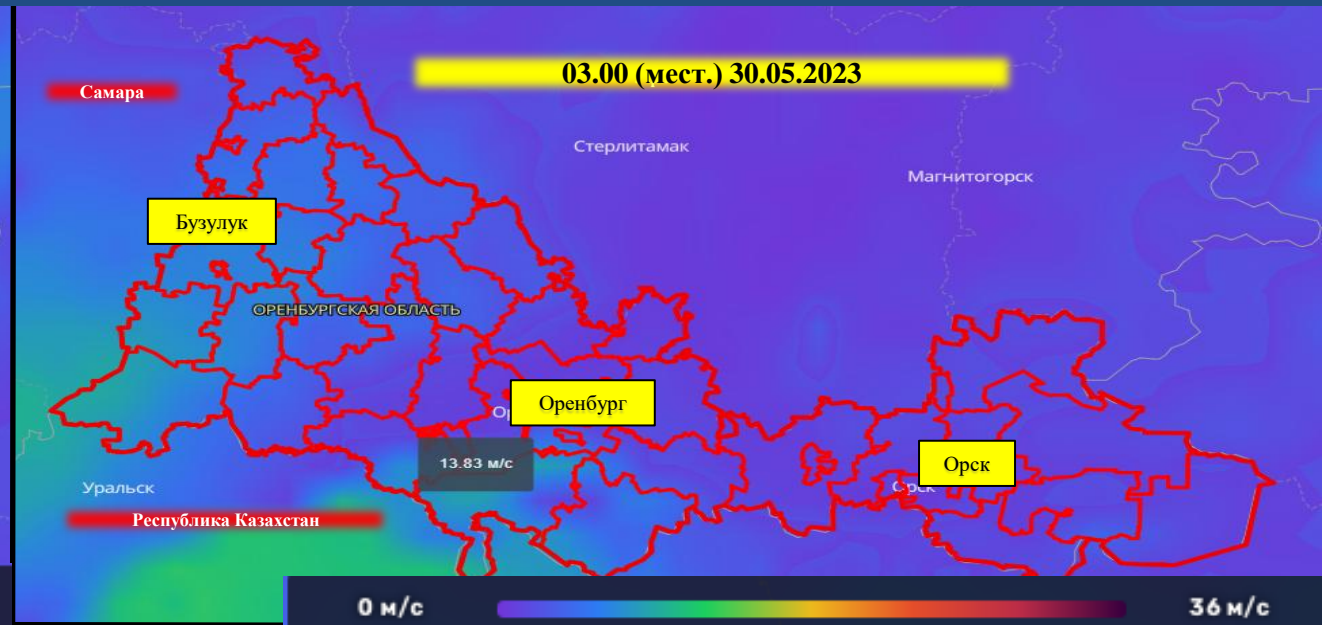 03.00 (мест.) 30.05.2023
Самара
Стерлитамак
Магнитогорск
Бузулук
ОРЕНБУРГСКАЯ ОБЛАСТЬ
Оренбург
13.83 м/с
Орск
Орск
Уральск
Республика Казахстан
0 м/с
36 м/с